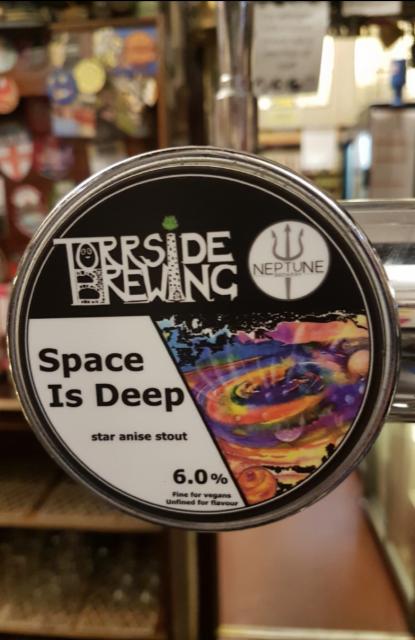 TORRSIDE
BREWING
NEPTUNE
Space
Is Deep
star anise stout
6.0%
Fine for vegans
Unfined for flavour